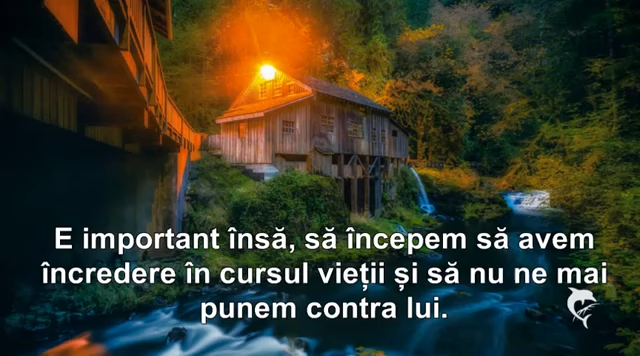 E important însă, să începem să avem
încredere în cursul vieții și să nu ne mai
punem contra lui.